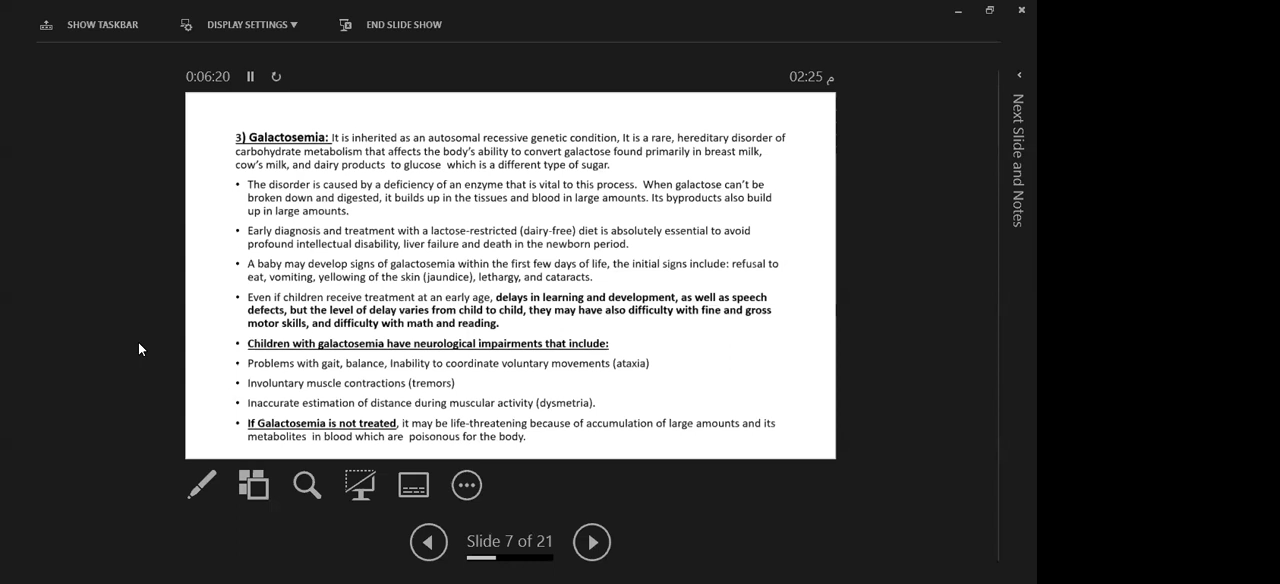 SHOW TASKBAR DISPLAY SETTINGS ▼ END SLIDE SHOW
0:06:20 02:25 م
3) Galactosemia: It is inherited as an autosomal recessive genetic condition, It is a rare, hereditary disorder of
carbohydrate metabolism that affects the body's ability to convert galactose found primarily in breast milk,
cow's milk, and dairy products to glucose which is a different type of sugar.
• The disorder is caused by a deficiency of an enzyme that is vital to this process. When galactose can't be
broken down and digested, it builds up in the tissues and blood in large amounts. Its byproducts also build
up in large amounts.
• Early diagnosis and treatment with a lactose-restricted (dairy-free) diet is absolutely essential to avoid
profound intellectual disability, liver failure and death in the newborn period.
• A baby may develop signs of galactosemia within the first few days of life, the initial signs include: refusal to
eat, vomiting, yellowing of the skin (jaundice), lethargy, and cataracts.
• Even if children receive treatment at an early age, delays in learning and development, as well as speech
defects, but the level of delay varies from child to child, they may have also difficulty with fine and gross
motor skills, and difficulty with math and reading.
• Children with galactosemia have neurological impairments that include:
• Problems with gait, balance, Inability to coordinate voluntary movements (ataxia)
• Involuntary muscle contractions (tremors)
• Inaccurate estimation of distance during muscular activity (dysmetria).
• If Galactosemia is not treated, it may be life-threatening because of accumulation of large amounts and its
metabolites in blood which are poisonous for the body.
Slide 7 of 21
Next Slide and Notes